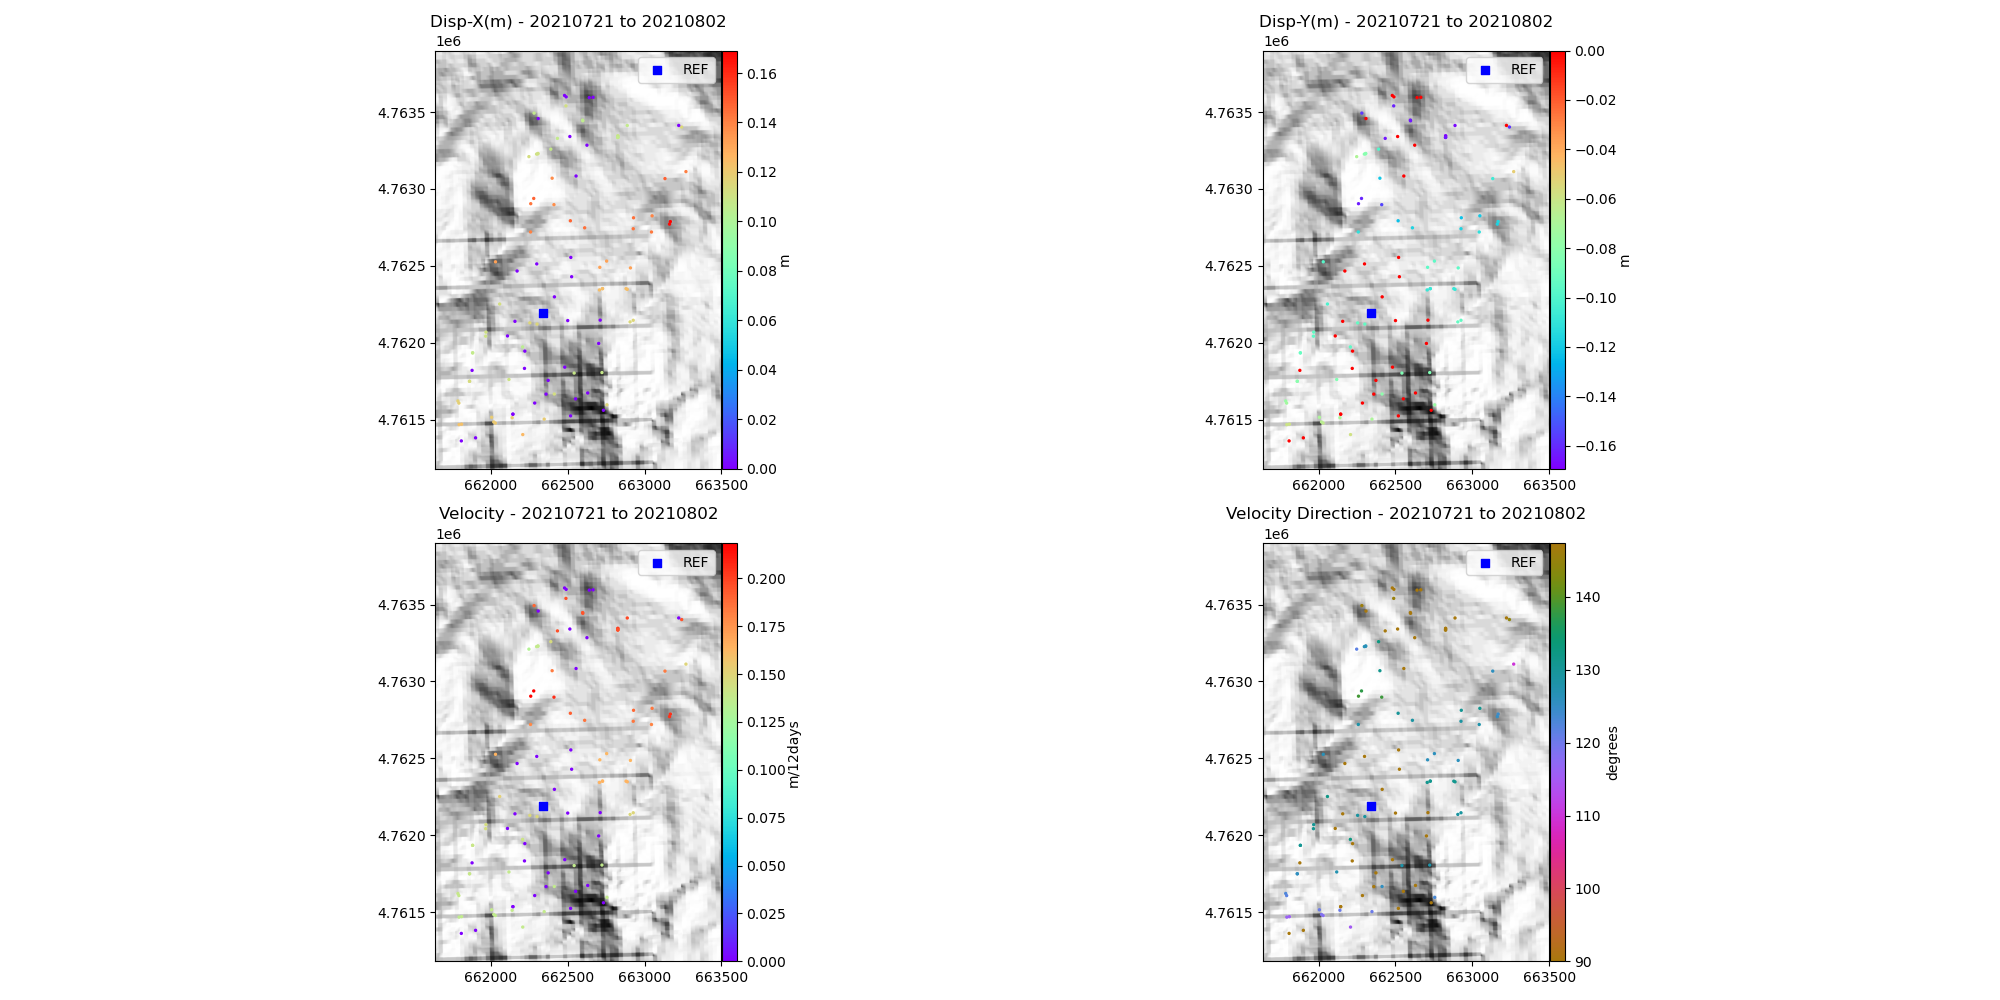 Disp-X(m) - 20210721 to 20210802
1e6
REF
4.7635
4.7630
4.7625
4.7620
4.7615
662000 662500 663000 663500
0.16
0.14
0.12
0.10
0.08
0.06
0.04
0.02
0.00
m
Disp-Y(m) - 20210721 to 20210802
1e6
REF
4.7635
4.7630
4.7625
4.7620
4.7615
662000 662500 663000 663500
0.00
−0.02
−0.04
−0.06
−0.08
−0.10
−0.12
−0.14
−0.16
m
Velocity - 20210721 to 20210802
1e6
REF
4.7635
4.7630
4.7625
4.7620
4.7615
662000 662500 663000 663500
0.200
0.175
0.150
0.125
0.100
0.075
0.050
0.025
0.000
m/12days
Velocity Direction - 20210721 to 20210802
1e6
REF
4.7635
4.7630
4.7625
4.7620
4.7615
662000 662500 663000 663500
140
130
120
110
100
90
degrees